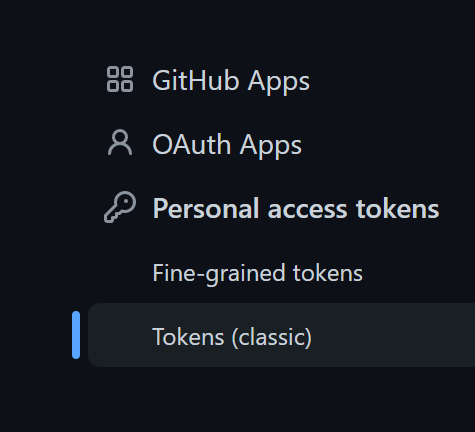 GitHub Apps
OAuth Apps
Personal access tokens
Fine-grained tokens
Tokens (classic)